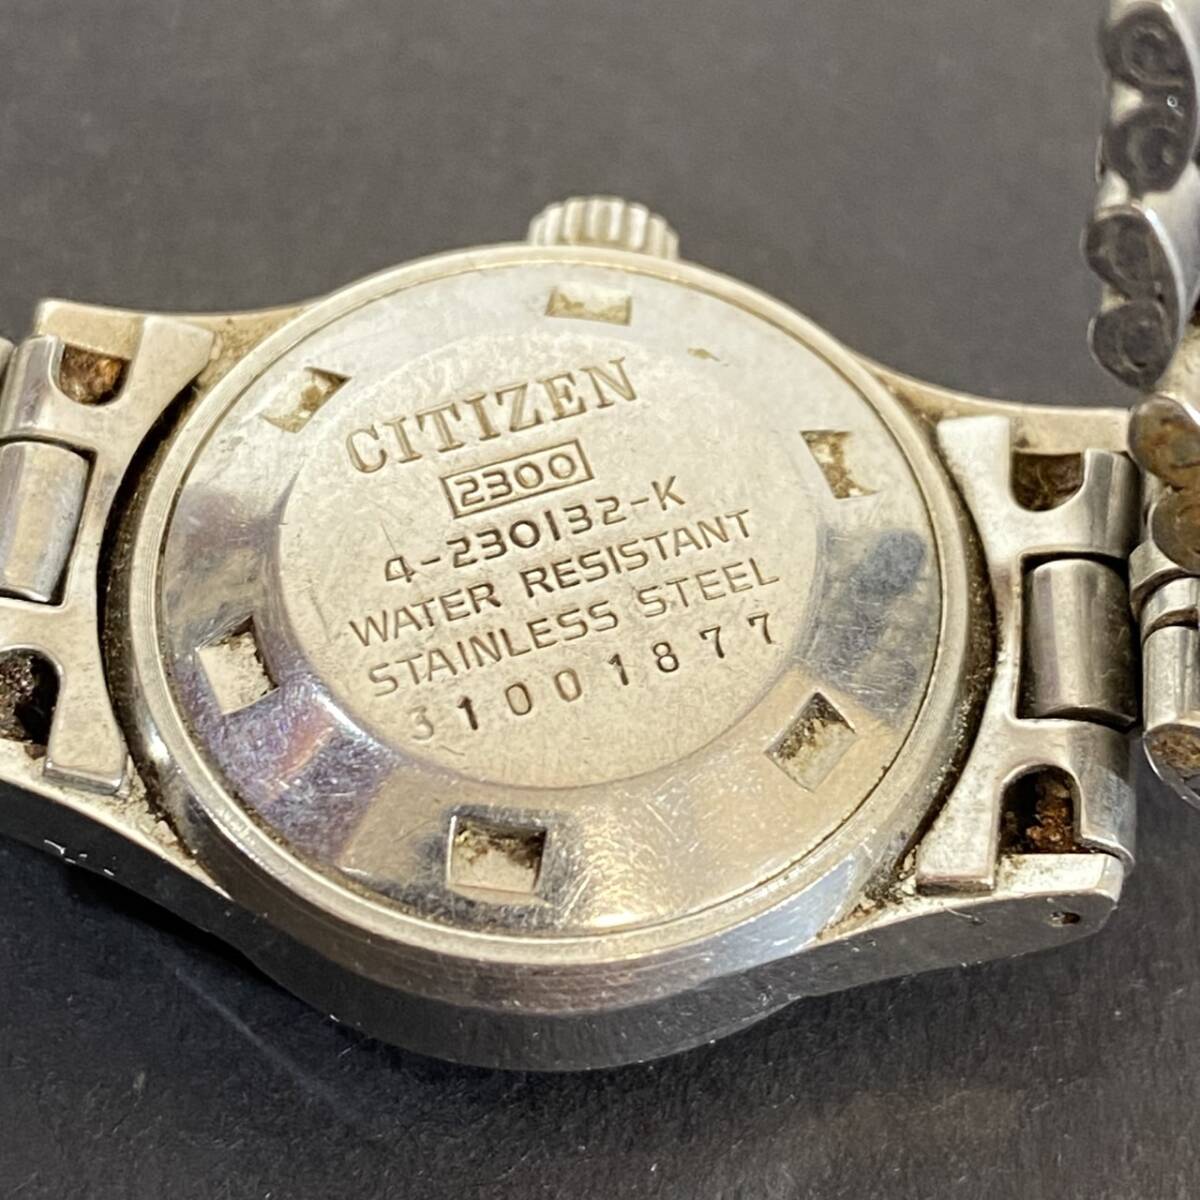 CITIZEN
2300
4-230132-K
WATER RESISTANT
STAINLESS STEEL
31001877